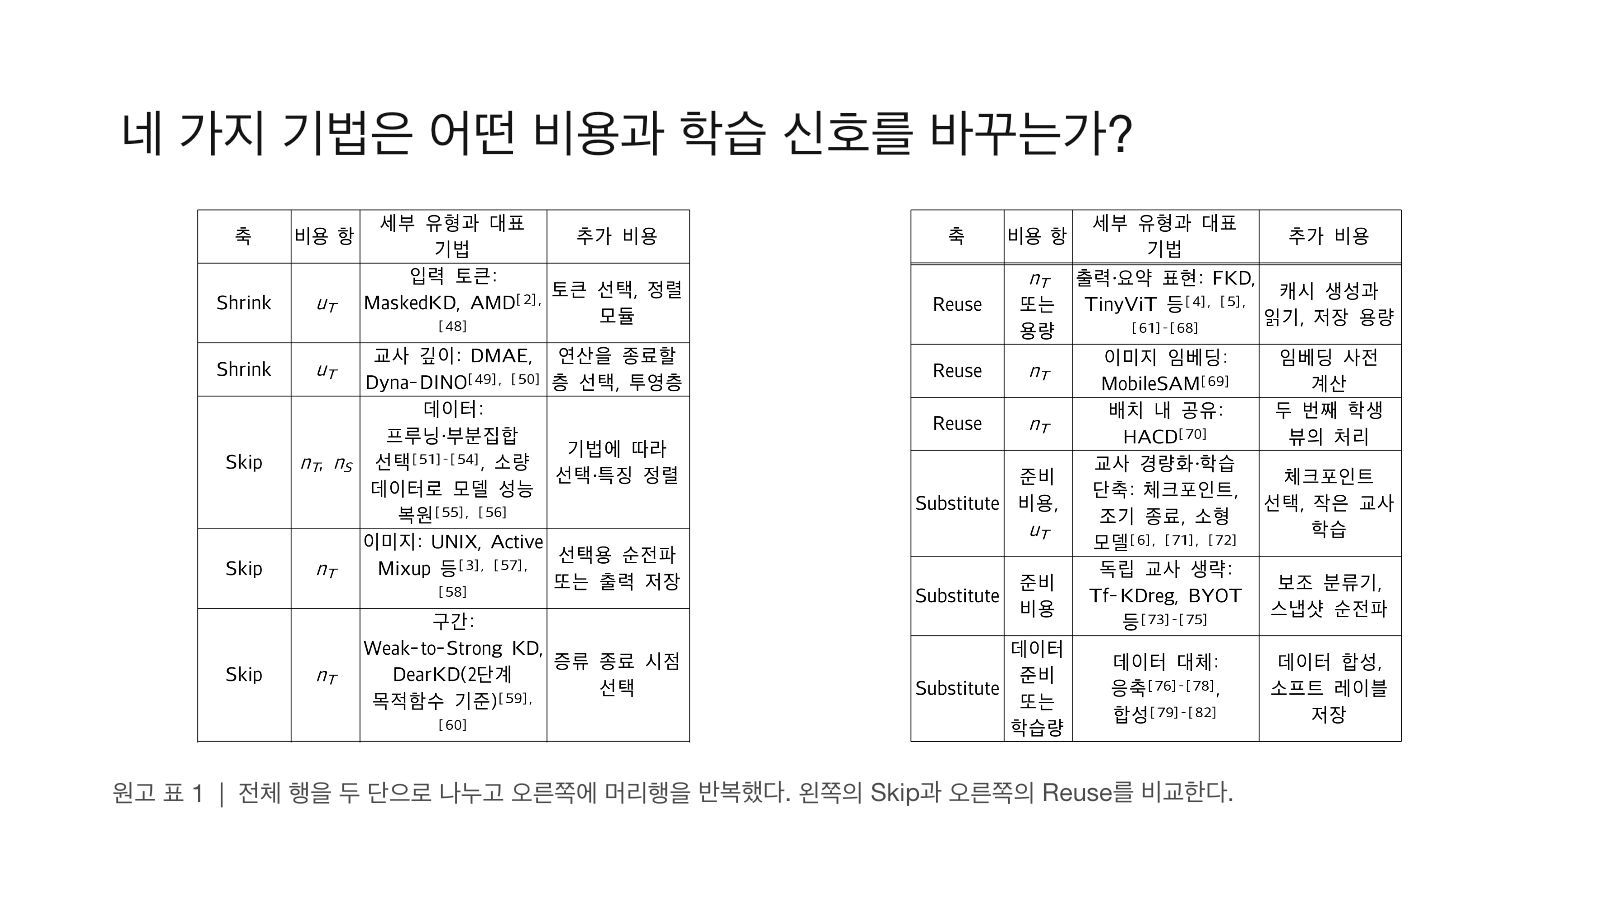 네 가지 기법은 어떤 비용과 학습 신호를 바꾸는가?
축
비용 항
세부 유형과 대표
기법
추가 비용
Shrink
u_T
입력 토큰:
MaskedKD, AMD[2],
[48]
토큰 선택, 정렬
모듈
Shrink
u_T
교사 깊이: DMAE,
Dyna-DINO[49], [50]
연산을 종료할
층 선택, 투영층
Skip
n_T, n_S
데이터:
프루닝·부분집합
선택[51]-[54], 소량
데이터로 모델 성능
복원[55], [56]
기법에 따라
선택·특징 정렬
Skip
n_T
이미지: UNIX, Active
Mixup 등[3], [57],
[58]
선택용 순전파
또는 출력 저장
Skip
n_T
구간:
Weak-to-Strong KD,
DearKD(2단계
목적함수 기준)[59],
[60]
증류 종료 시점
선택
축
비용 항
세부 유형과 대표
기법
추가 비용
Reuse
n_T
또는
용량
출력·요약 표현: FKD,
TinyViT 등[4], [5],
[61]-[68]
캐시 생성과
읽기, 저장 용량
Reuse
n_T
이미지 임베딩:
MobileSAM[69]
임베딩 사전
계산
Reuse
n_T
배치 내 공유:
HACD[70]
두 번째 학생
뷰의 처리
Substitute
준비
비용,
u_T
교사 경량화·학습
단축: 체크포인트,
조기 종료, 소형
모델[6], [71], [72]
체크포인트
선택, 작은 교사
학습
Substitute
준비
비용
독립 교사 생략:
Tf-KDreg, BYOT
등[73]-[75]
보조 분류기,
스냅샷 순전파
Substitute
데이터
준비
또는
학습량
데이터 대체:
응축[76]-[78],
합성[79]-[82]
데이터 합성,
소프트 레이블
저장
원고 표 1 | 전체 행을 두 단으로 나누고 오른쪽에 머리행을 반복했다. 왼쪽의 Skip과 오른쪽의 Reuse를 비교한다.